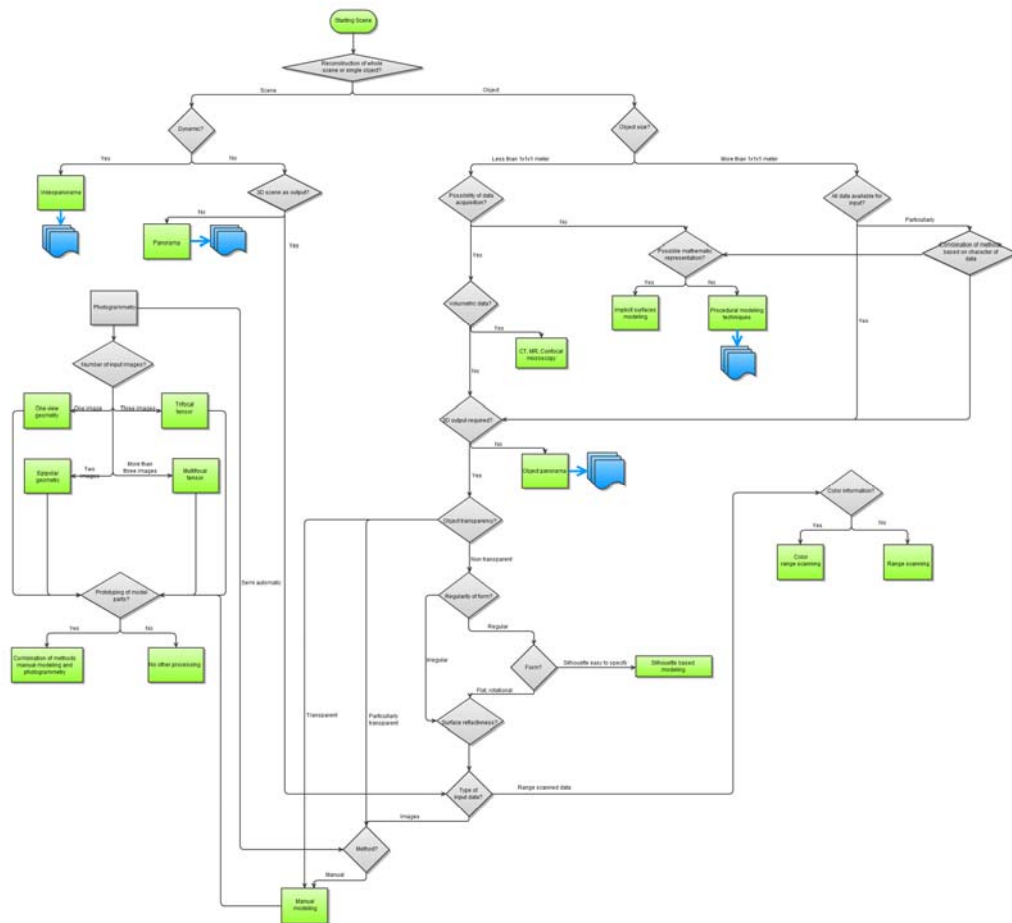 Starting Scene
Reconstruction of whole
scene or single object?
Scene
Object
Dynamic?
Object size?
Yes
No
Less than 1x1x1 meter
More than 1x1x1 meter
Videopanorama
3D scene as output?
Possibility of data
acquisition?
All data available for
input?
No
Yes
Panorama
No
Particularly
Possible mathematic
representation?
Combination of methods
based on character of
data
Yes
Yes
No
Yes
Photogrammetry
Volumetric data?
Implicit surfaces
modeling
Procedural modeling
techniques
Yes
CT, MR, Confocal
microscopy
No
Number of input images?
One view
geometry
One image
Three images
Trifocal
tensor
3D output required?
No
Epipolar
geometry
Two
images
More than
three images
Multifocal
tensor
Yes
Object panorama
Color information?
Object transparency?
Yes
No
Color
range scanning
Range scanning
Non transparent
Semi automatic
Prototyping of model
parts?
Regularity of form?
Yes
No
Regular
Combination of methods
manual modeling and
photogrammetry
No other processing
Irregular
Form?
Silhouette easy to specify
Silhouette based
modeling
Flat, rotational
Transparent
Particularly
transparent
Surface reflectiveness?
Type of
input data?
Range scanned data
Images
Method?
Manual
Manual
modeling